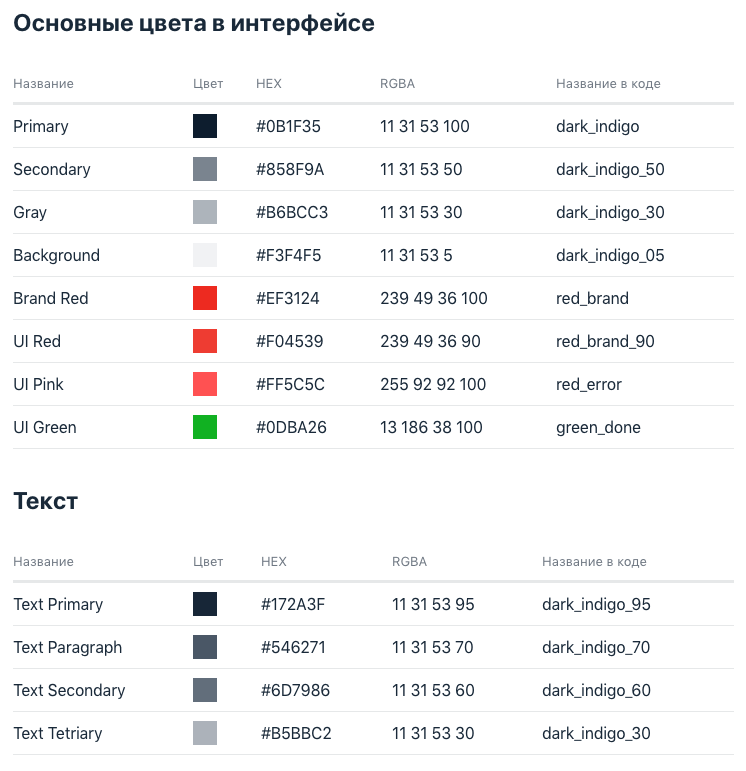 Основные цвета в интерфейсе
Название Цвет HEX RGBA Название в коде
Primary #0B1F35 11 31 53 100 dark_indigo
Secondary #858F9A 11 31 53 50 dark_indigo_50
Gray #B6BCC3 11 31 53 30 dark_indigo_30
Background #F3F4F5 11 31 53 5 dark_indigo_05
Brand Red #EF3124 239 49 36 100 red_brand
UI Red #F04539 239 49 36 90 red_brand_90
UI Pink #FF5C5C 255 92 92 100 red_error
UI Green #0DBA26 13 186 38 100 green_done
Текст
Название Цвет HEX RGBA Название в коде
Text Primary #172A3F 11 31 53 95 dark_indigo_95
Text Paragraph #546271 11 31 53 70 dark_indigo_70
Text Secondary #6D7986 11 31 53 60 dark_indigo_60
Text Tetriary #B5BBC2 11 31 53 30 dark_indigo_30